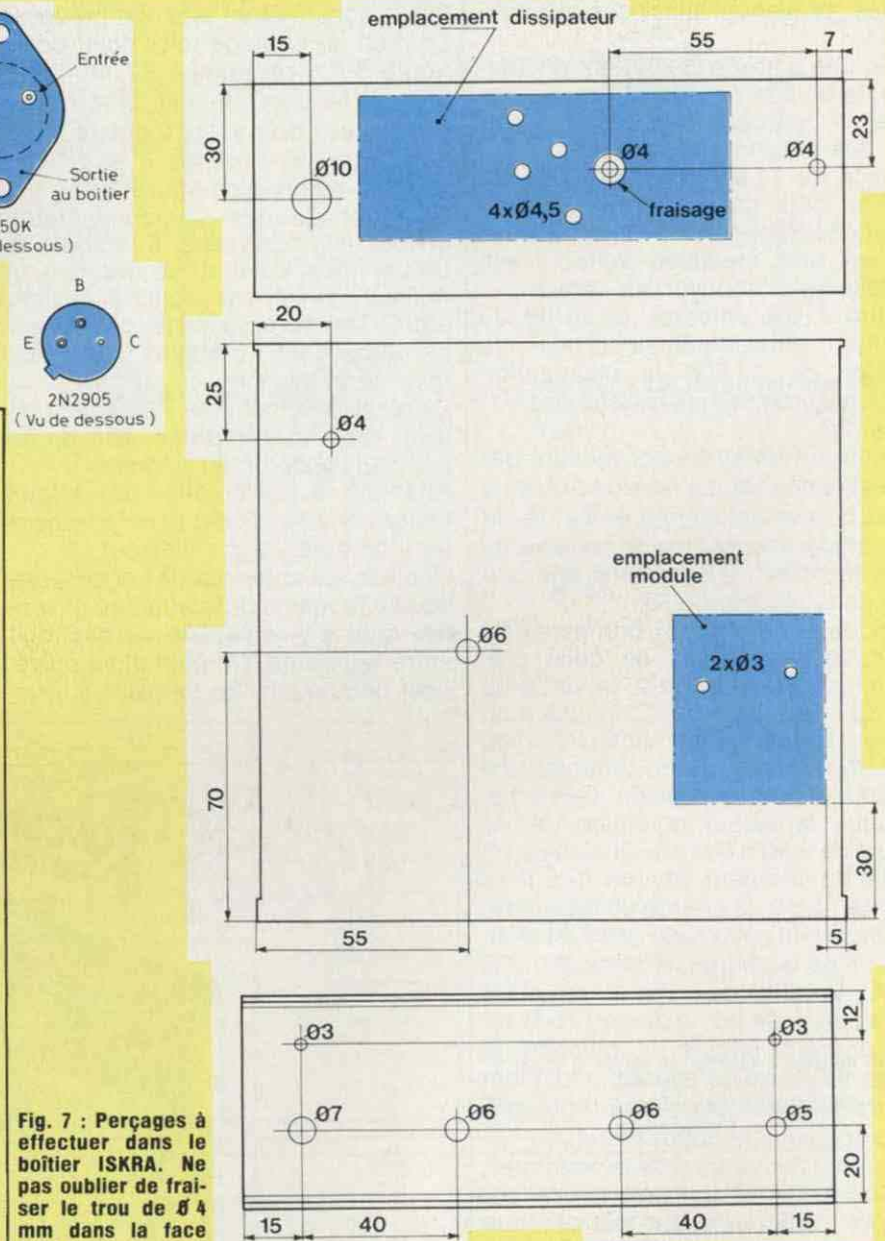 Entrée
Sortie
au boitier
50K
dessous )
B
E
C
2N2905
( Vu de dessous )
emplacement dissipateur
15
55
7
30
23
Ø10
Ø4
Ø4
4xØ4,5
fraisage
20
25
Ø4
emplacement
module
Ø6
2xØ3
70
30
55
5
Ø3
Ø3
12
Ø7
Ø6
Ø6
Ø5
20
15
40
40
15
Fig. 7 : Perçages à
effectuer dans le
boîtier ISKRA. Ne
pas oublier de frai-
ser le trou de Ø 4
mm dans la face